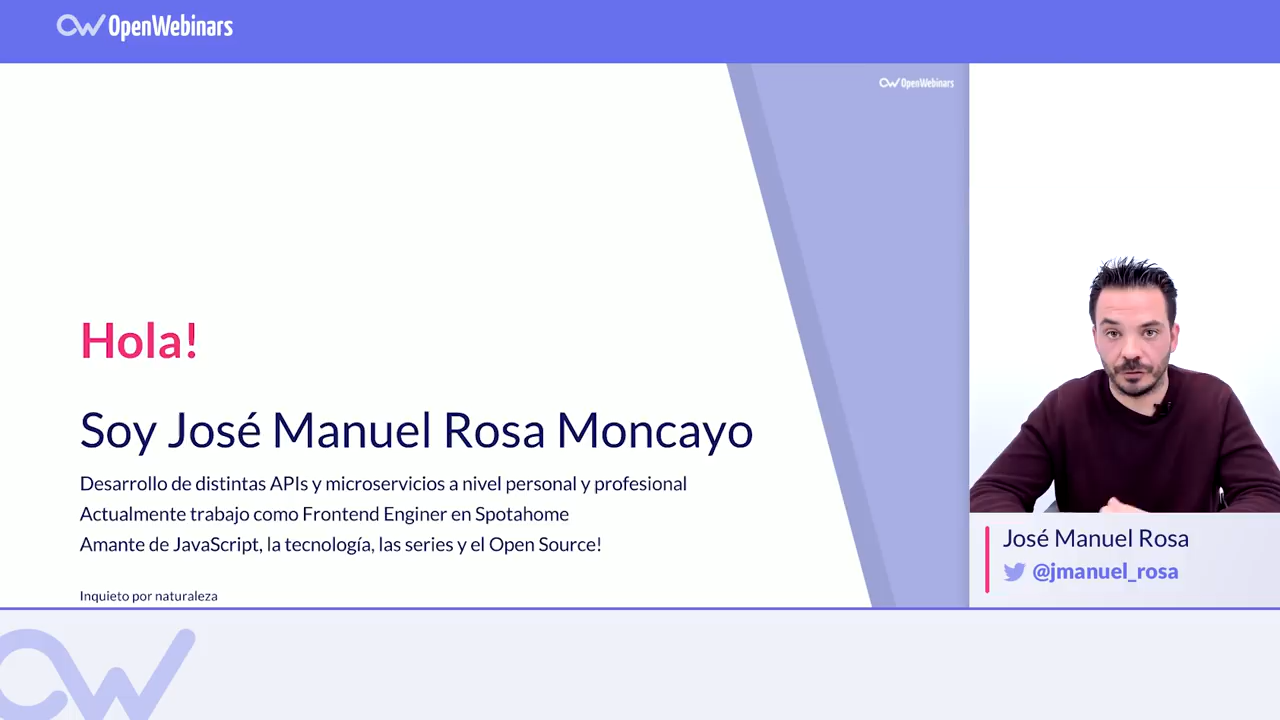 OpenWebinars
OpenWebinars
Hola!
Soy José Manuel Rosa Moncayo
Desarrollo de distintas APIs y microservicios a nivel personal y profesional
Actualmente trabajo como Frontend Enginer en Spotahome
Amante de JavaScript, la tecnología, las series y el Open Source!
Inquieto por naturaleza
José Manuel Rosa
@jmanuel_rosa